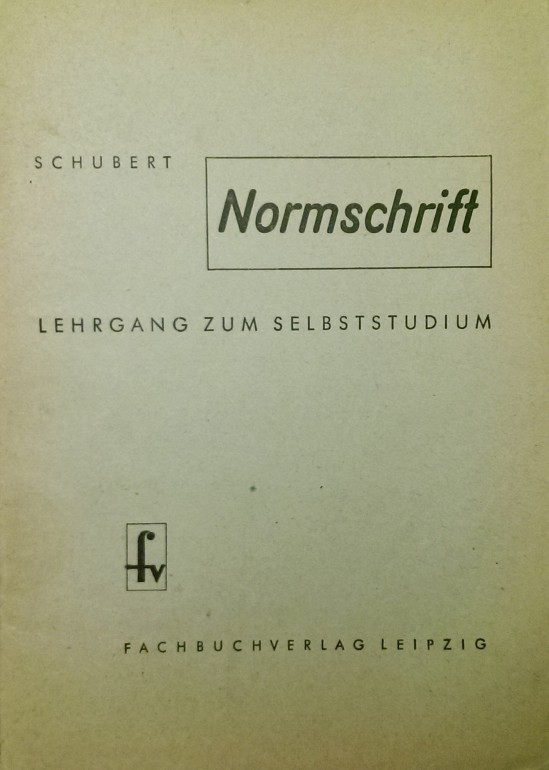 SCHUBERT
Normschrift
LEHRGANG ZUM SELBSTSTUDIUM
fv
FACHBUCHVERLAG LEIPZIG